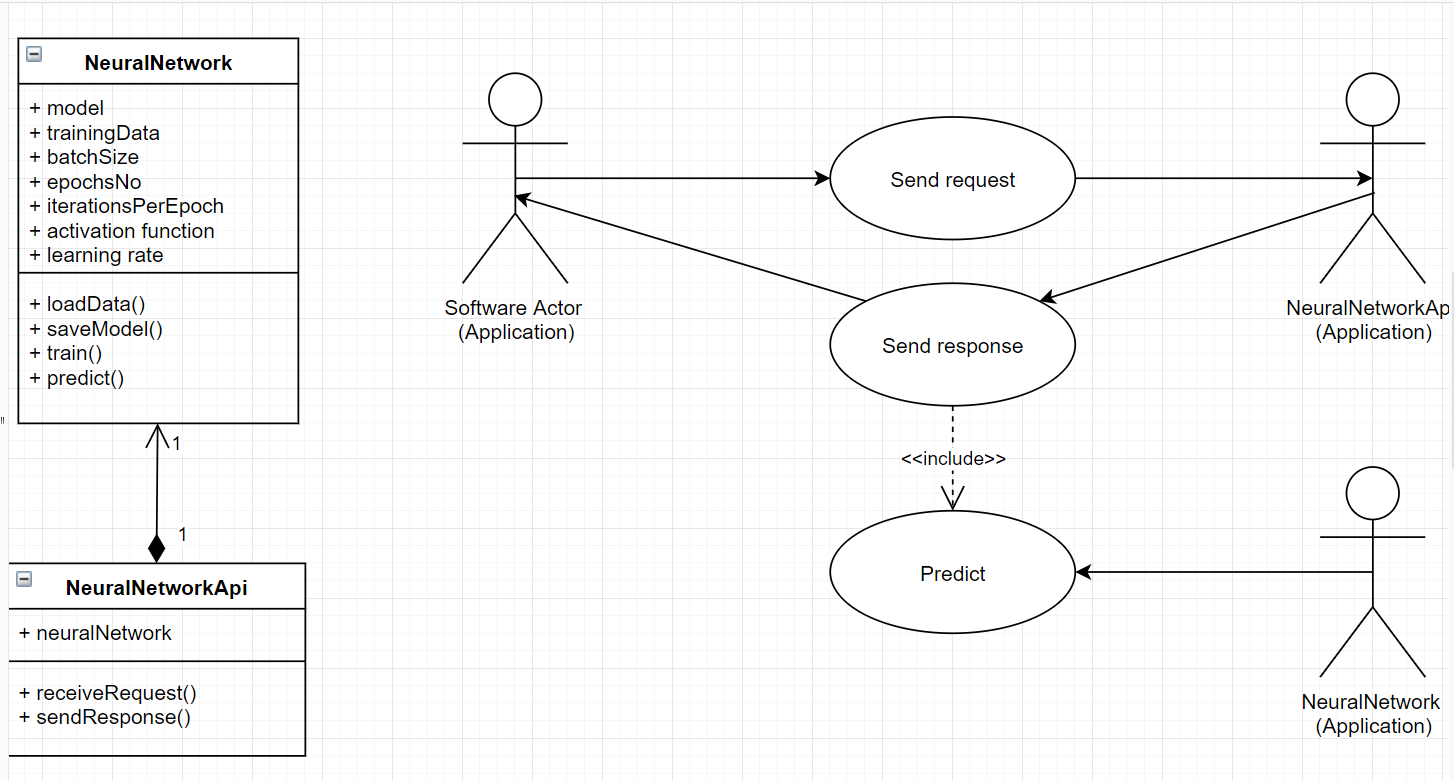 NeuralNetwork
+ model
+ trainingData
+ batchSize
+ epochsNo
+ iterationsPerEpoch
+ activation function
+ learning rate
+ loadData()
+ saveModel()
+ train()
+ predict()
1
1
NeuralNetworkApi
+ neuralNetwork
+ receiveRequest()
+ sendResponse()
Software Actor
(Application)
Send request
Send response
<<include>>
Predict
NeuralNetworkAp
(Application)
NeuralNetwork
(Application)